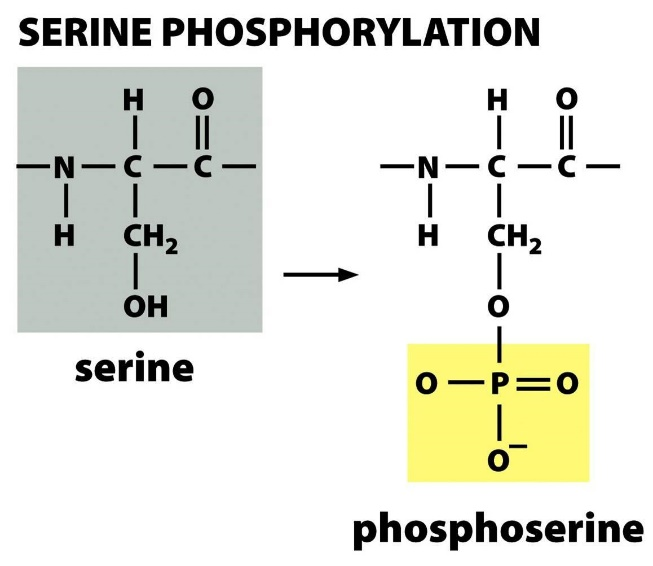 SERINE PHOSPHORYLATION
H O
N C C
H CH₂
OH
serine
H O
N C C
H CH₂
O
O P O
O⁻
phosphoserine